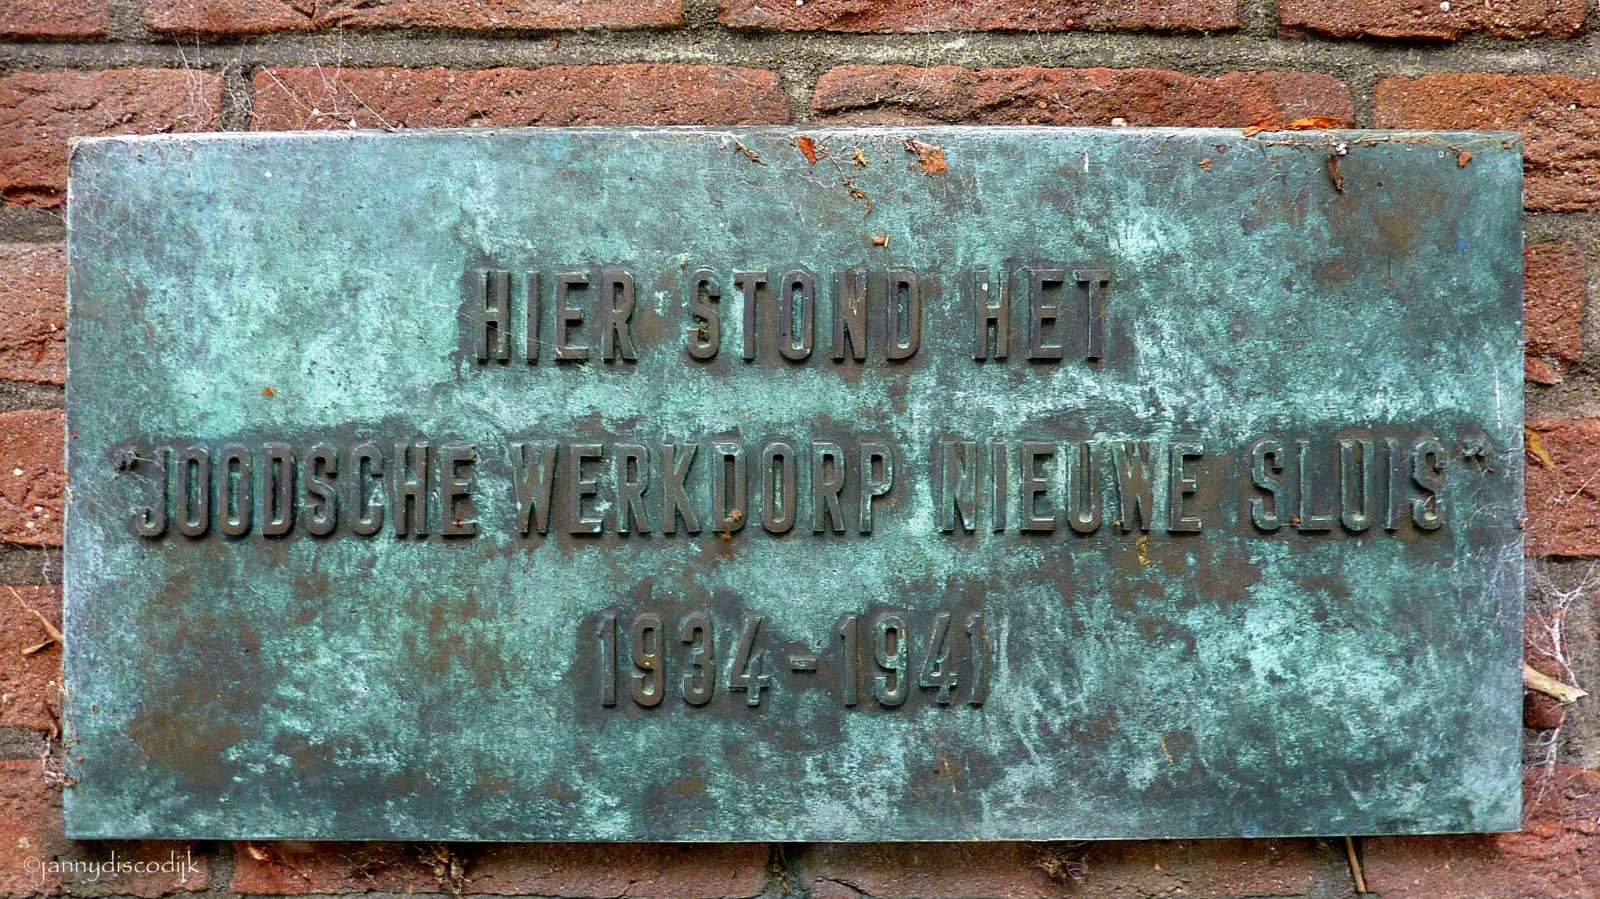 HIER STOND HET
"JOODSCHE WERKDORP NIEUWE SLUIS"
1934-1941
©jannydiscodijk